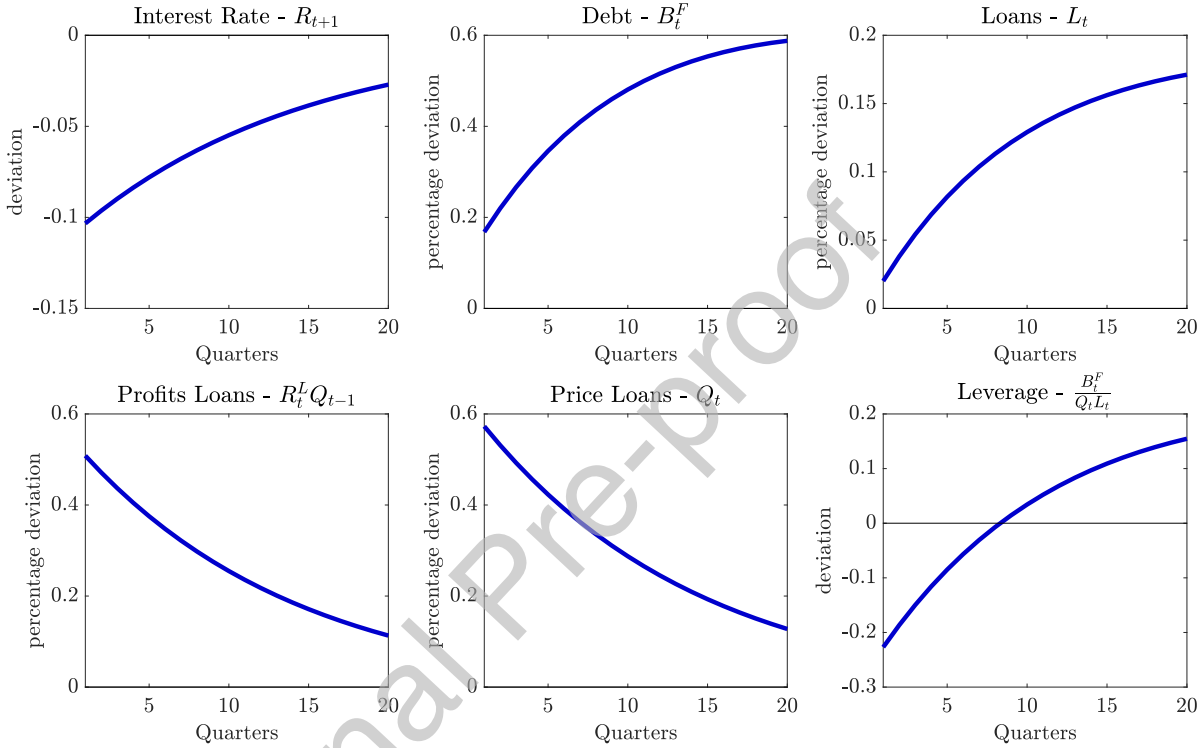 Interest Rate - $R_{t+1}$
Debt - $B_t^F$
Loans - $L_t$
0
-0.05
-0.1
-0.15
deviation
5 10 15 20
Quarters
0.6
0.4
0.2
0
percentage deviation
5 10 15 20
Quarters
0.2
0.15
0.1
0.05
0
percentage deviation
5 10 15 20
Quarters
Profits Loans - $R_t^L Q_{t-1}$
Price Loans - $Q_t$
Leverage - $\frac{B_t^F}{Q_t L_t}$
0.6
0.4
0.2
0
percentage deviation
5 10 15 20
Quarters
0.6
0.4
0.2
0
percentage deviation
5 10 15 20
Quarters
0.2
0.1
0
-0.1
-0.2
-0.3
deviation
5 10 15 20
Quarters
nal Pre-proof